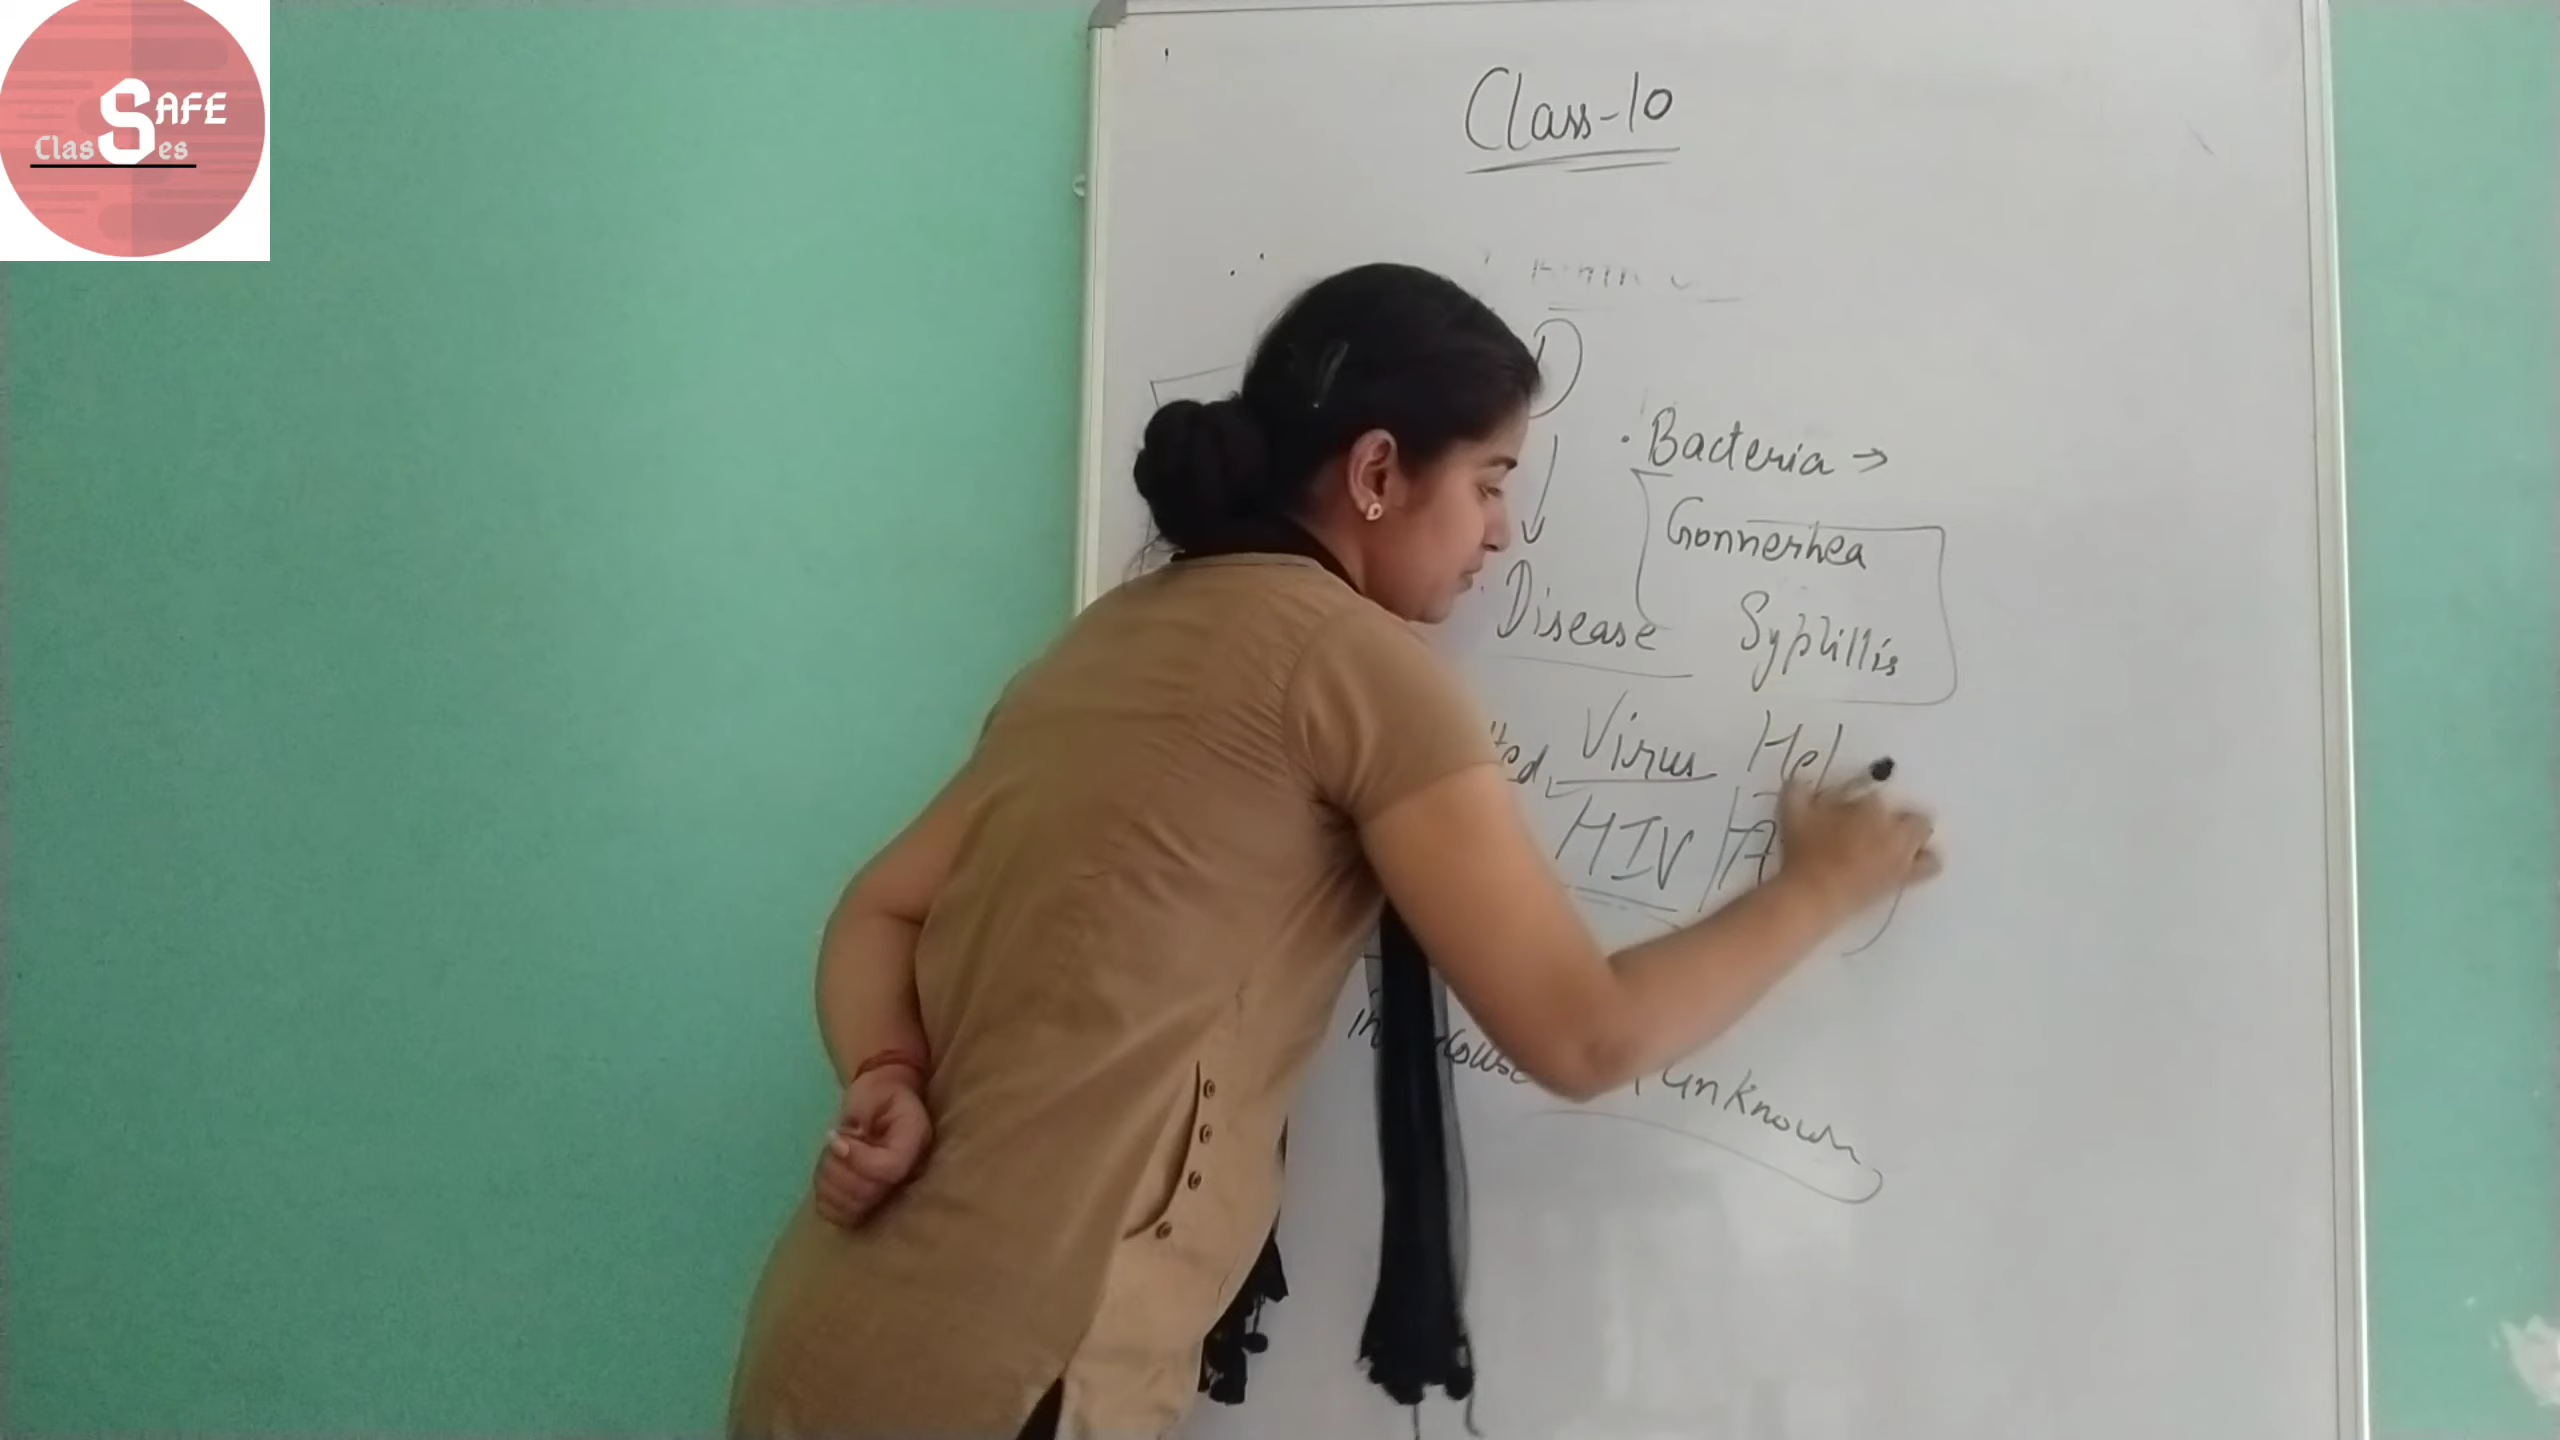 SAFE
ClasSes
Class-10
D
• Bacteria →
Gonnerhea
Disease Syphillis
Virus Hel
HIV / A
unknown